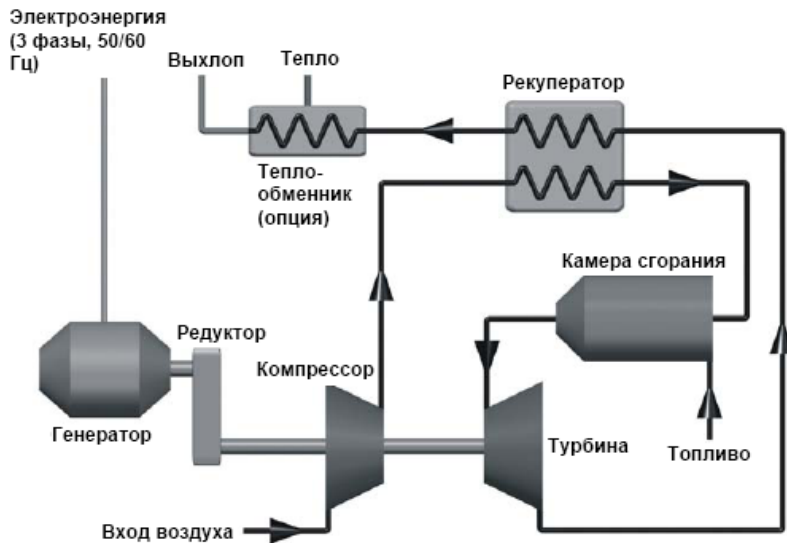 Электроэнергия
(3 фазы, 50/60
Гц)
Выхлоп
Тепло
Рекуператор
Тепло-
обменник
(опция)
Камера сгорания
Редуктор
Компрессор
Генератор
Турбина
Топливо
Вход воздуха